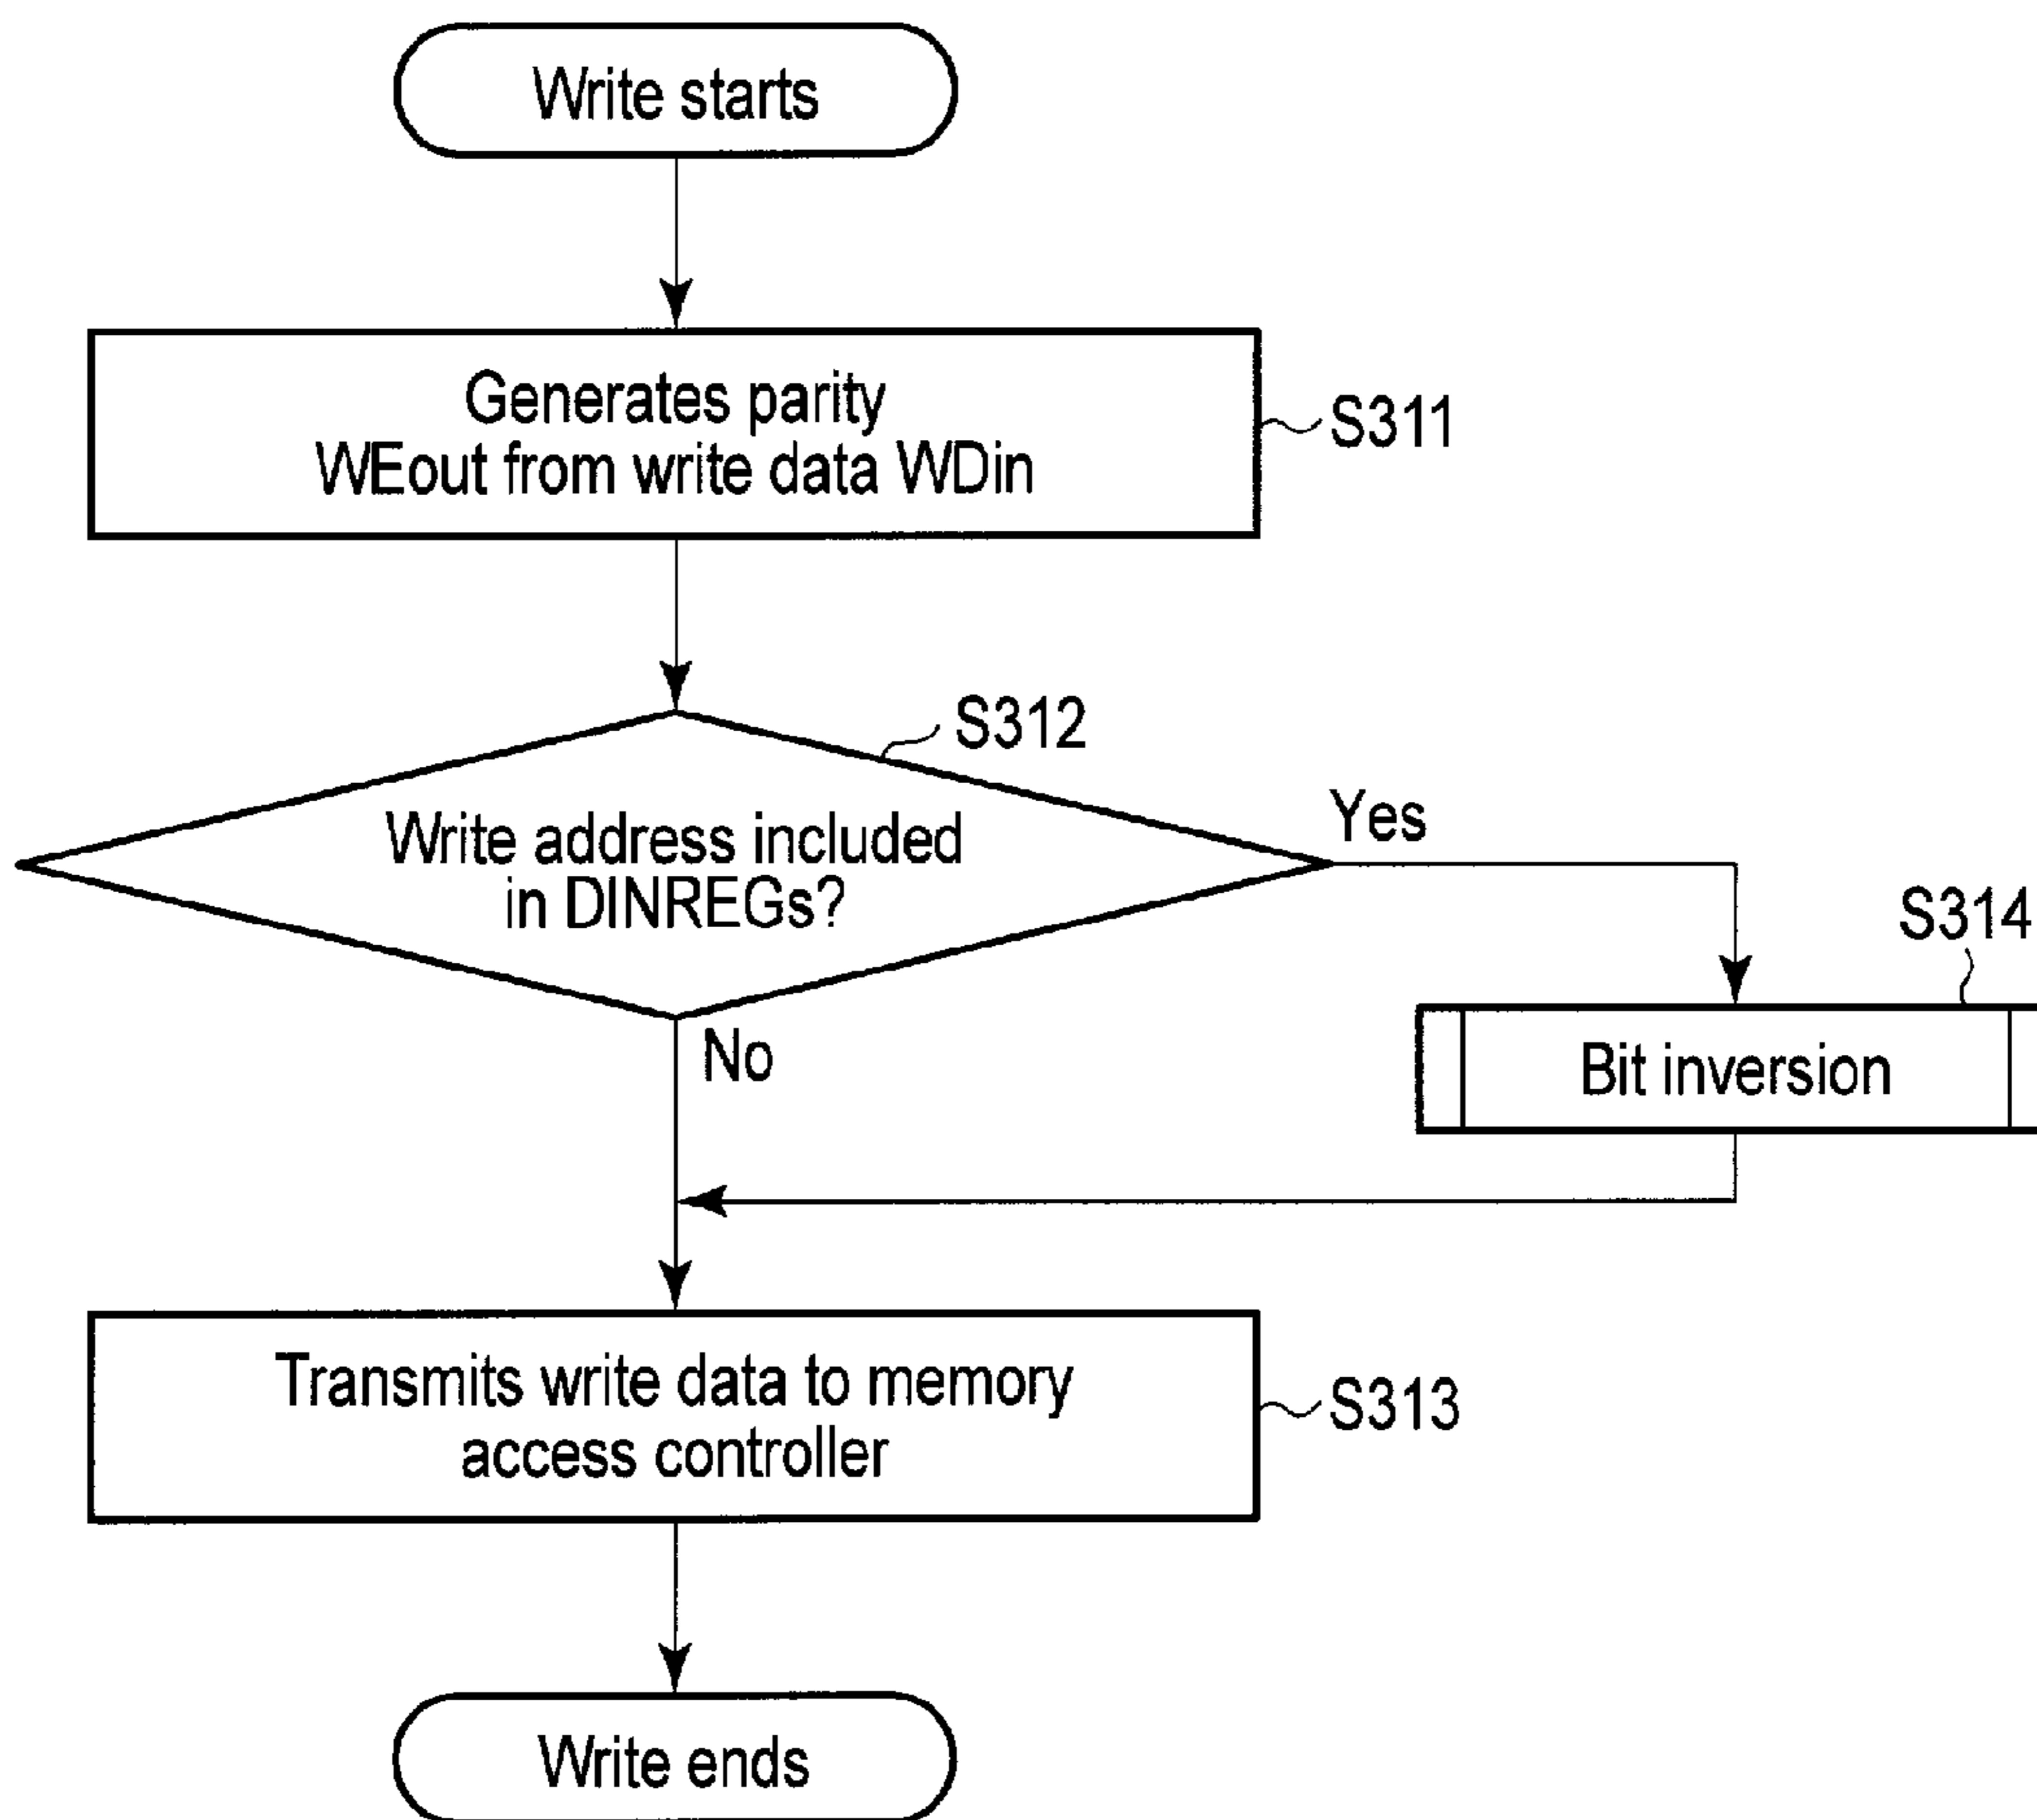 Write starts
Generates parity
WEout from write data WDin
S311
S312
Write address included
in DINREGs?
Yes
No
S314
Bit inversion
Transmits write data to memory
access controller
S313
Write ends